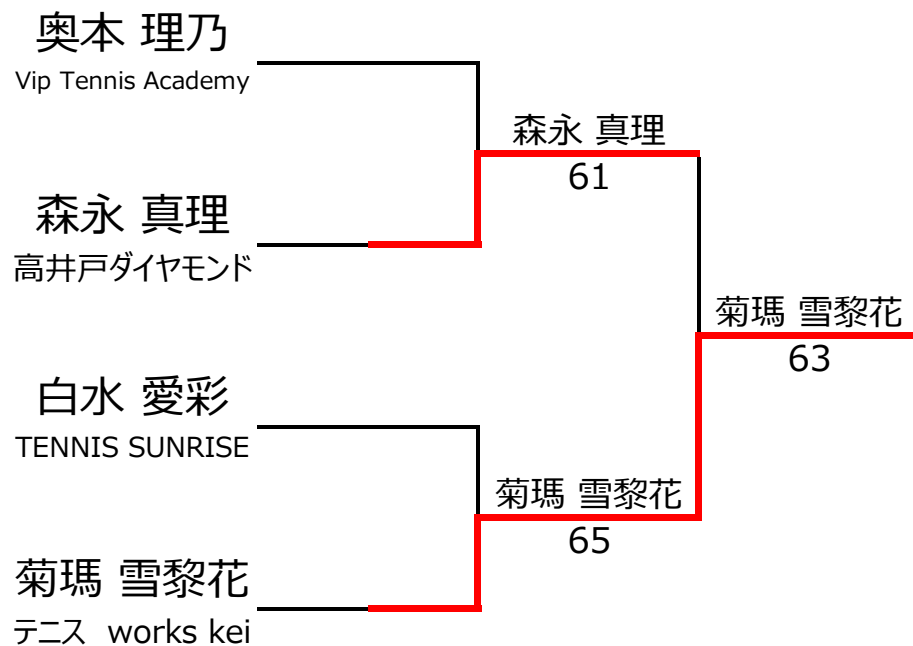 奥本 理乃
Vip Tennis Academy
森永 真理
61
森永 真理
高井戸ダイヤモンド
菊瑪 雪黎花
63
白水 愛彩
TENNIS SUNRISE
菊瑪 雪黎花
65
菊瑪 雪黎花
テニス works kei